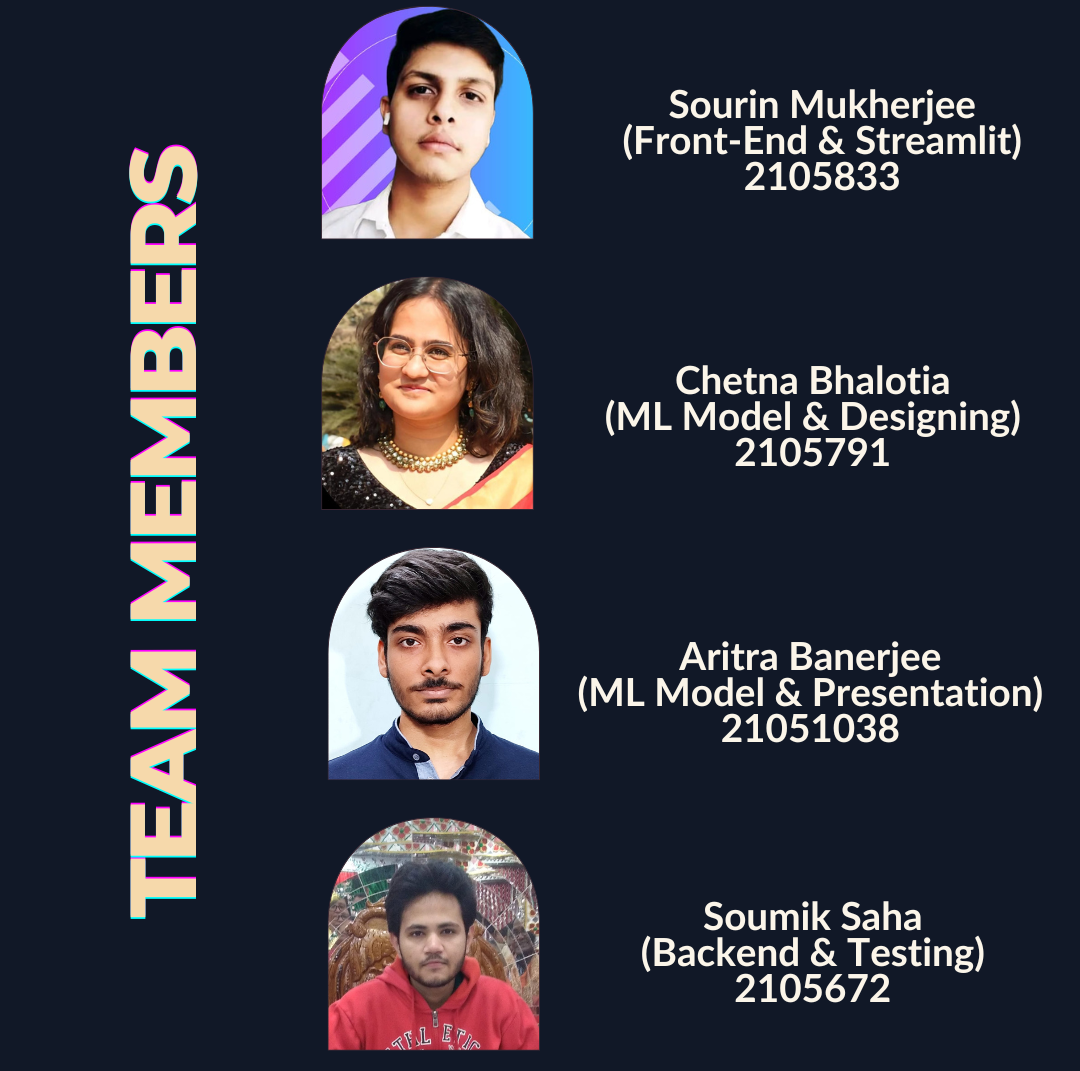 TEAM MEMBERS
Sourin Mukherjee
(Front-End & Streamlit)
2105833
Chetna Bhalotia
(ML Model & Designing)
2105791
Aritra Banerjee
(ML Model & Presentation)
21051038
Soumik Saha
(Backend & Testing)
2105672